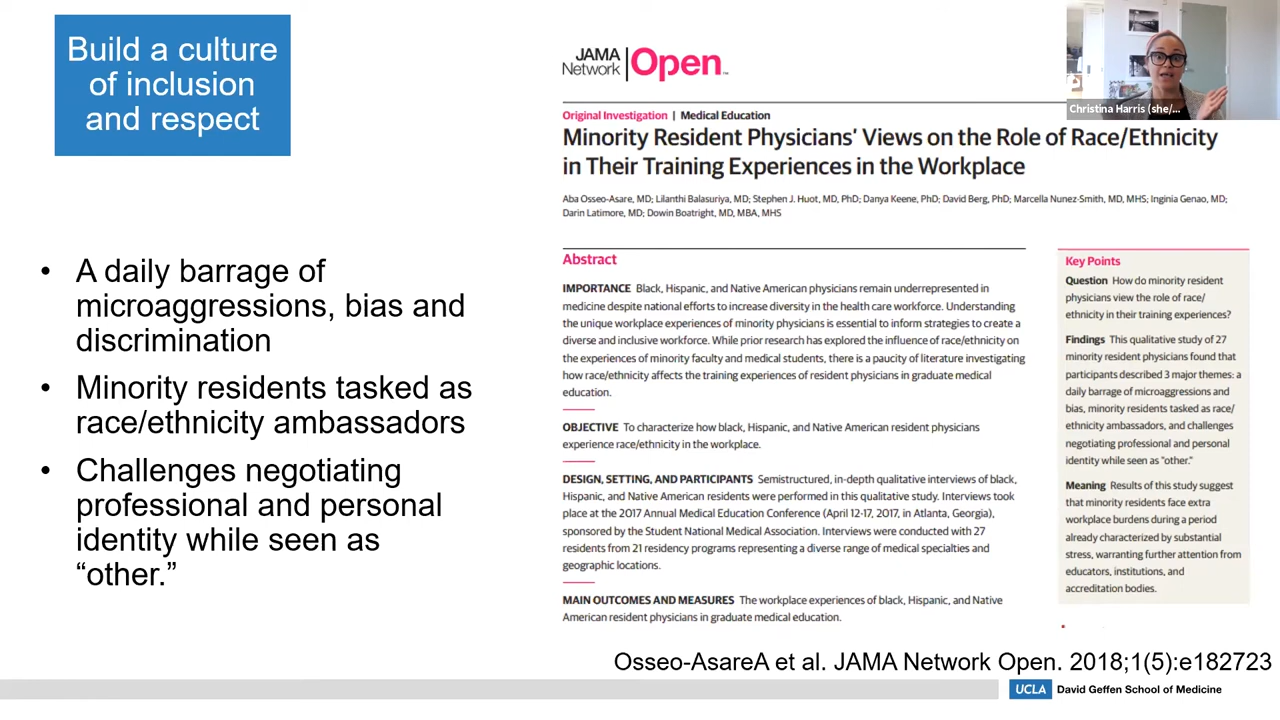 Build a culture
of inclusion
and respect
• A daily barrage of
microaggressions, bias and
discrimination
• Minority residents tasked as
race/ethnicity ambassadors
• Challenges negotiating
professional and personal
identity while seen as
“other.”
JAMA
Network | Open™
Original Investigation | Medical Education
Minority Resident Physicians’ Views on the Role of Race/Ethnicity
in Their Training Experiences in the Workplace
Aba Osseo-Asare, MD; Lilanthi Balasuriya, MD; Stephen J. Huot, MD, PhD; Danya Keene, PhD; David Berg, PhD; Marcella Nunez-Smith, MD, MHS; Inginia Genao, MD;
Darin Latimore, MD; Dowin Boatright, MD, MBA, MHS
Abstract
IMPORTANCE Black, Hispanic, and Native American physicians remain underrepresented in
medicine despite national efforts to increase diversity in the health care workforce. Understanding
the unique workplace experiences of minority physicians is essential to inform strategies to create a
diverse and inclusive workforce. While prior research has explored the influence of race/ethnicity on
the experiences of minority faculty and medical students, there is a paucity of literature investigating
how race/ethnicity affects the training experiences of resident physicians in graduate medical
education.
OBJECTIVE To characterize how black, Hispanic, and Native American resident physicians
experience race/ethnicity in the workplace.
DESIGN, SETTING, AND PARTICIPANTS Semistructured, in-depth qualitative interviews of black,
Hispanic, and Native American residents were performed in this qualitative study. Interviews took
place at the 2017 Annual Medical Education Conference (April 12-17, 2017, in Atlanta, Georgia),
sponsored by the Student National Medical Association. Interviews were conducted with 27
residents from 21 residency programs representing a diverse range of medical specialties and
geographic locations.
MAIN OUTCOMES AND MEASURES The workplace experiences of black, Hispanic, and Native
American resident physicians in graduate medical education.
Key Points
Question How do minority resident
physicians view the role of race/
ethnicity in their training experiences?
Findings This qualitative study of 27
minority resident physicians found that
participants described 3 major themes: a
daily barrage of microaggressions and
bias, minority residents tasked as race/
ethnicity ambassadors, and challenges
negotiating professional and personal
identity while seen as “other.”
Meaning Results of this study suggest
that minority residents face extra
workplace burdens during a period
already characterized by substantial
stress, warranting further attention from
educators, institutions, and
accreditation bodies.
Christina Harris (she/...
Osseo-AsareA et al. JAMA Network Open. 2018;1(5):e182723
UCLA David Geffen School of Medicine